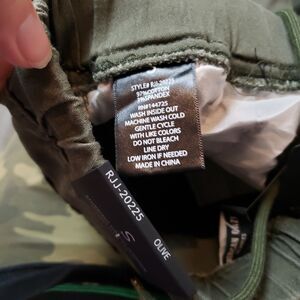 STYLE# RJJ-20225
97%COTTON
3%SPANDEX
RN#144725
WASH INSIDE OUT
MACHINE WASH COLD
GENTLE CYCLE
WITH LIKE COLORS
DO NOT BLEACH
LINE DRY
LOW IRON IF NEEDED
MADE IN CHINA
RJJ-20225
OLIVE
S